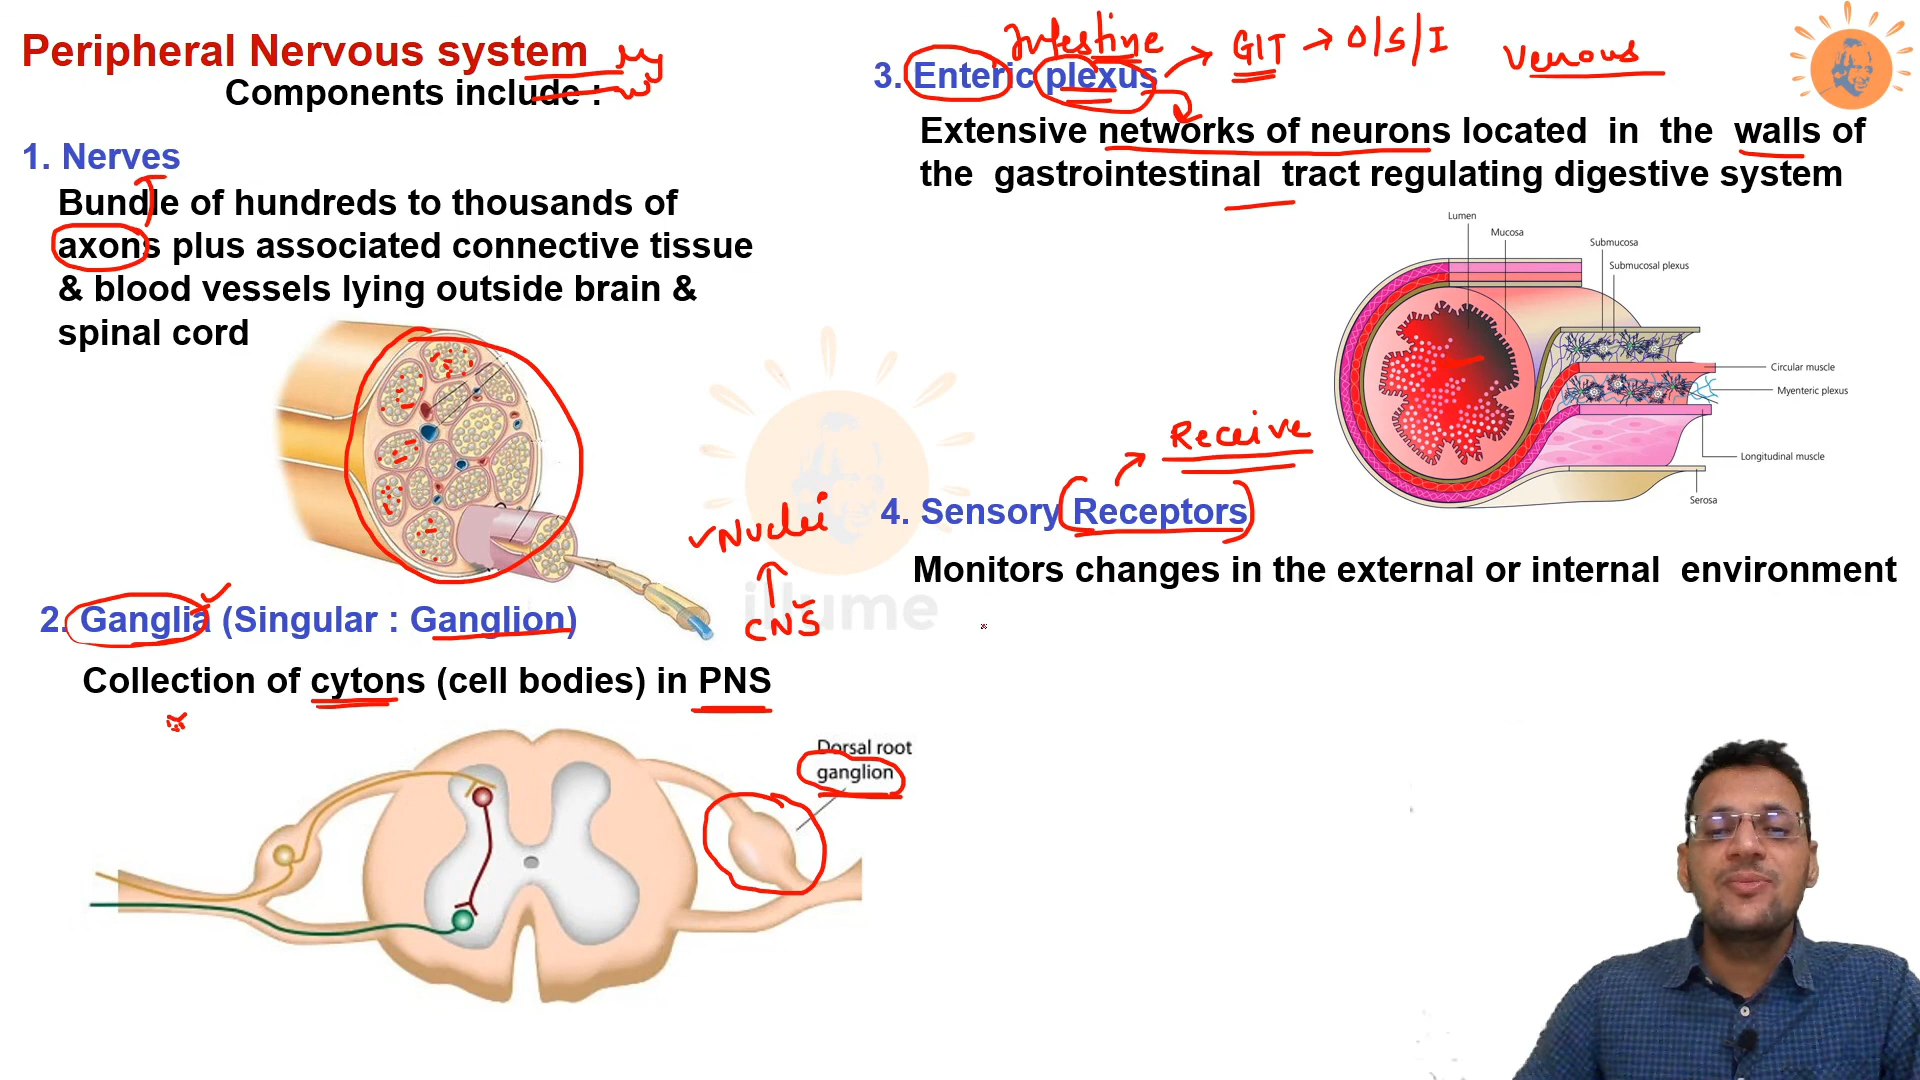 Peripheral Nervous system
Components include :
1. Nerves
Bundle of hundreds to thousands of
axons plus associated connective tissue
& blood vessels lying outside brain &
spinal cord
2. Ganglia (Singular : Ganglion)
Nuclei
CNS
Collection of cytons (cell bodies) in PNS
Dorsal root
ganglion
Intestine
GIT → O/S/I
Venous
3. Enteric plexus
Extensive networks of neurons located in the walls of
the gastrointestinal tract regulating digestive system
Lumen
Mucosa
Submucosa
Submucosal plexus
Circular muscle
Myenteric plexus
Longitudinal muscle
Serosa
Receive
4. Sensory Receptors
Monitors changes in the external or internal environment
illume